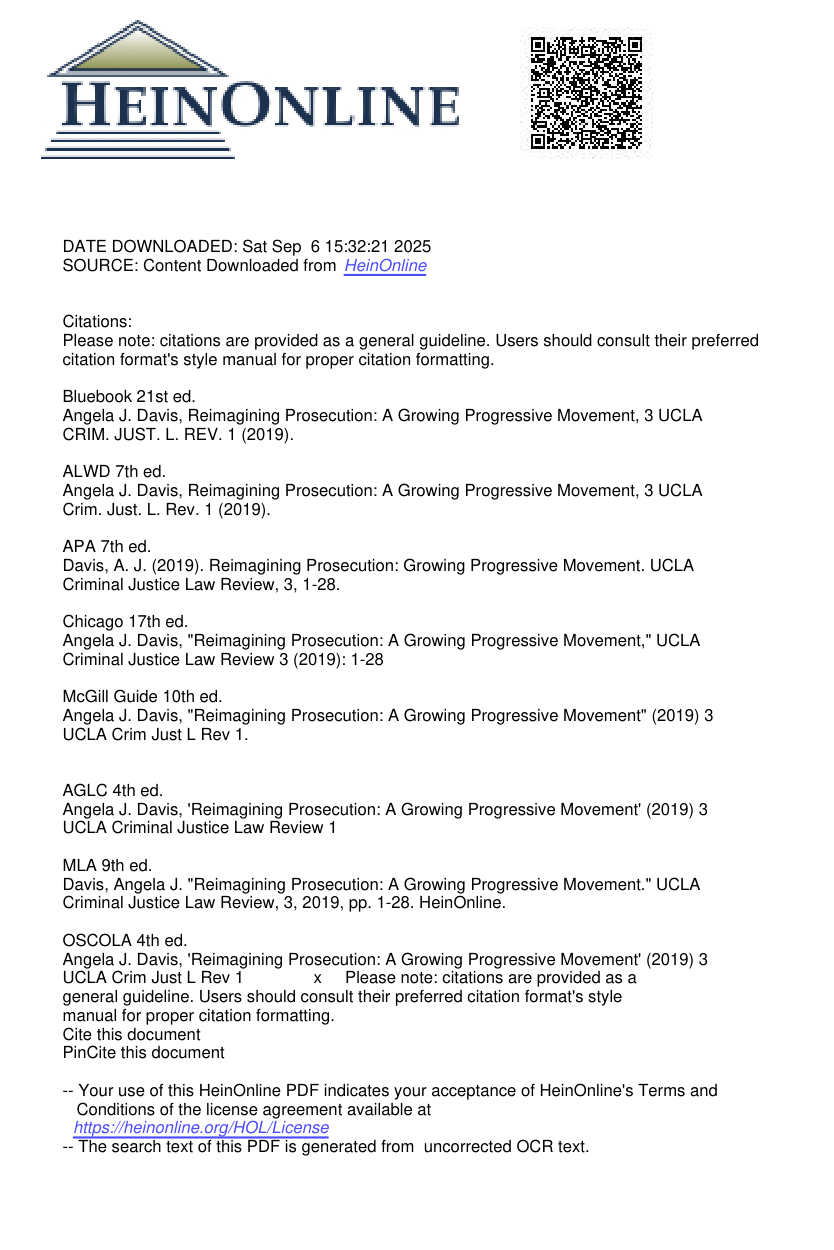 HEINONLINE
DATE DOWNLOADED: Sat Sep 6 15:32:21 2025
SOURCE: Content Downloaded from HeinOnline
Citations:
Please note: citations are provided as a general guideline. Users should consult their preferred
citation format's style manual for proper citation formatting.
Bluebook 21st ed.
Angela J. Davis, Reimagining Prosecution: A Growing Progressive Movement, 3 UCLA
CRIM. JUST. L. REV. 1 (2019).
ALWD 7th ed.
Angela J. Davis, Reimagining Prosecution: A Growing Progressive Movement, 3 UCLA
Crim. Just. L. Rev. 1 (2019).
APA 7th ed.
Davis, A. J. (2019). Reimagining Prosecution: Growing Progressive Movement. UCLA
Criminal Justice Law Review, 3, 1-28.
Chicago 17th ed.
Angela J. Davis, "Reimagining Prosecution: A Growing Progressive Movement," UCLA
Criminal Justice Law Review 3 (2019): 1-28
McGill Guide 10th ed.
Angela J. Davis, "Reimagining Prosecution: A Growing Progressive Movement" (2019) 3
UCLA Crim Just L Rev 1.
AGLC 4th ed.
Angela J. Davis, 'Reimagining Prosecution: A Growing Progressive Movement' (2019) 3
UCLA Criminal Justice Law Review 1
MLA 9th ed.
Davis, Angela J. "Reimagining Prosecution: A Growing Progressive Movement." UCLA
Criminal Justice Law Review, 3, 2019, pp. 1-28. HeinOnline.
OSCOLA 4th ed.
Angela J. Davis, 'Reimagining Prosecution: A Growing Progressive Movement' (2019) 3
UCLA Crim Just L Rev 1 x Please note: citations are provided as a
general guideline. Users should consult their preferred citation format's style
manual for proper citation formatting.
Cite this document
PinCite this document
-- Your use of this HeinOnline PDF indicates your acceptance of HeinOnline's Terms and
Conditions of the license agreement available at
https://heinonline.org/HOL/License
-- The search text of this PDF is generated from uncorrected OCR text.